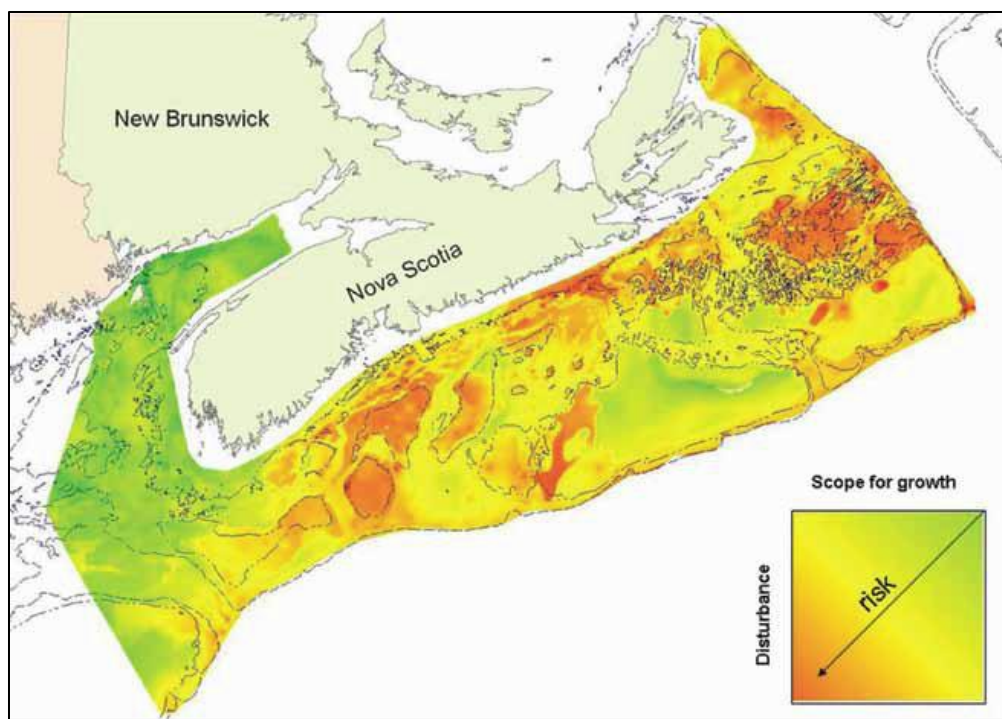 New Brunswick
Nova Scotia
Scope for growth
Disturbance
risk